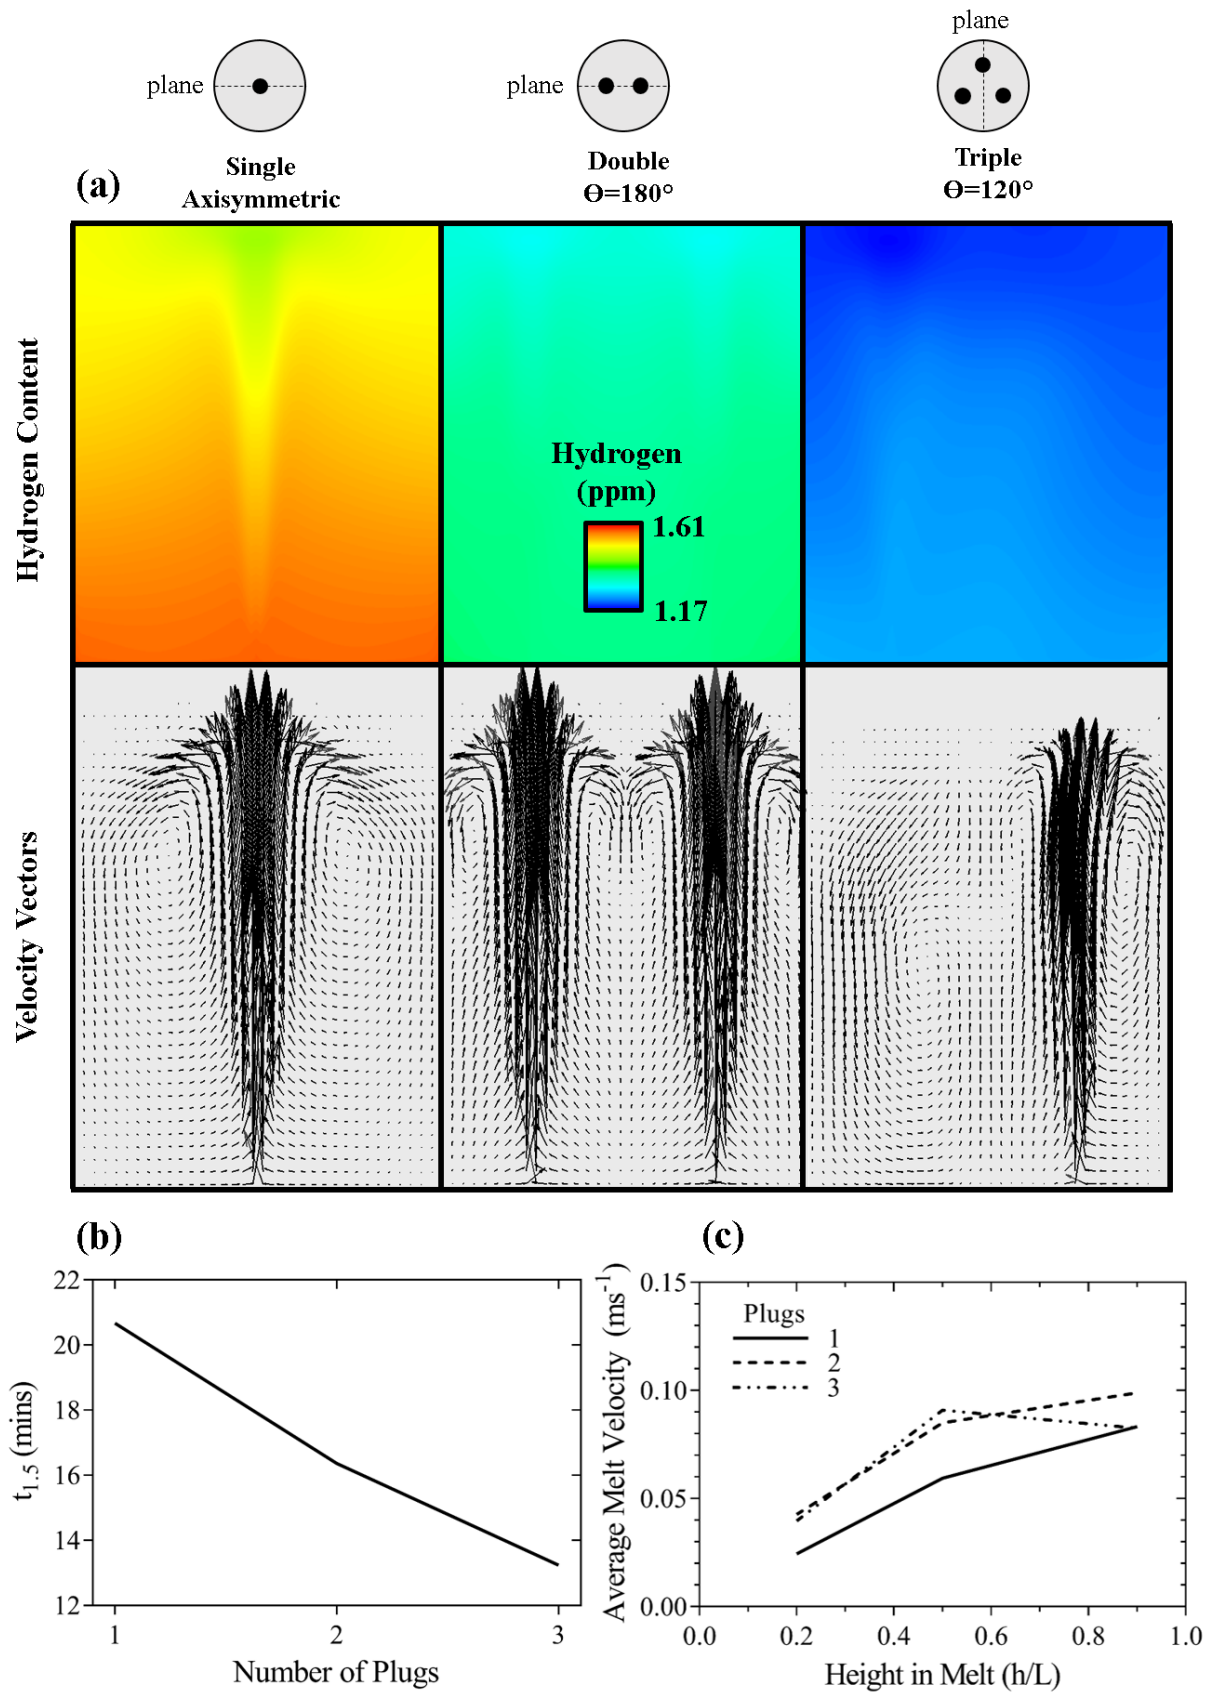 plane
plane
plane
Single
Axisymmetric
Double
Ɵ=180°
Triple
Ɵ=120°
(a)
Hydrogen Content
Hydrogen
(ppm)
1.61
1.17
Velocity Vectors
(b)
22
20
18
16
14
12
t1.5 (mins)
1
2
3
Number of Plugs
(c)
0.15
0.10
0.05
0.00
Average Melt Velocity (ms-1)
Plugs
1
2
3
0.0
0.2
0.4
0.6
0.8
1.0
Height in Melt (h/L)